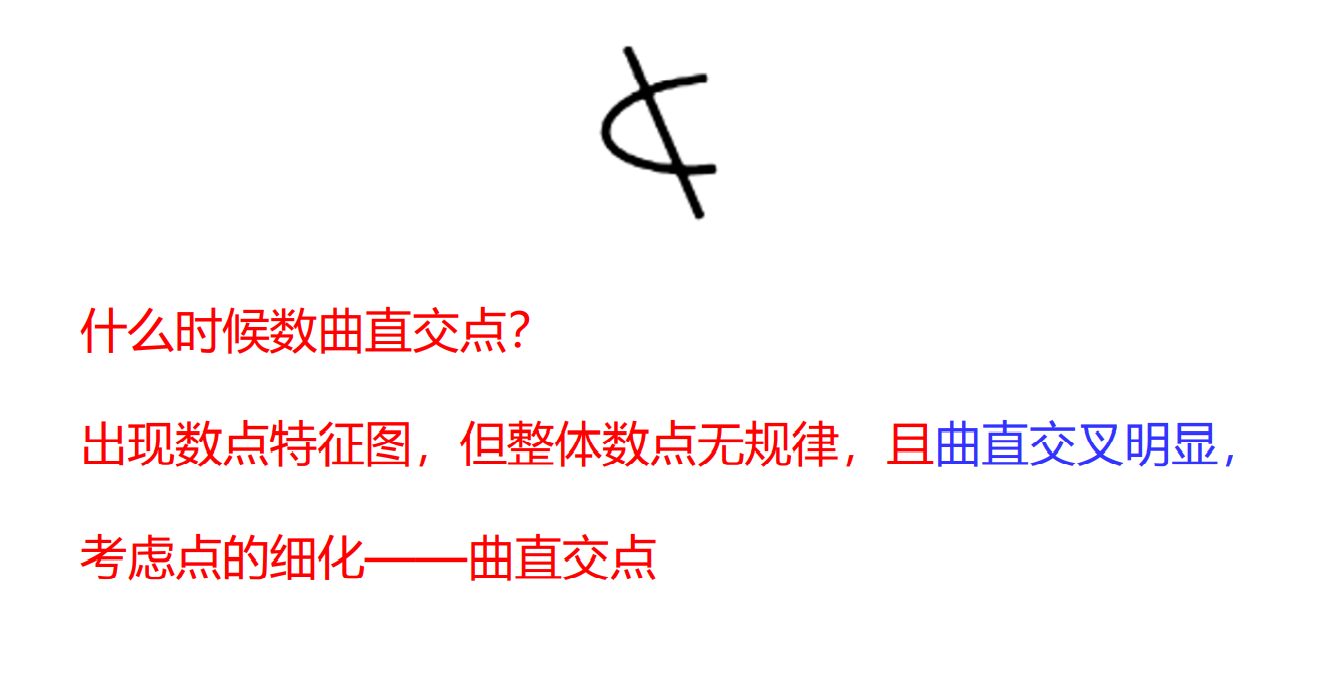 什么时候数曲直交点？
出现数点特征图，但整体数点无规律，且曲直交叉明显，
考虑点的细化——曲直交点